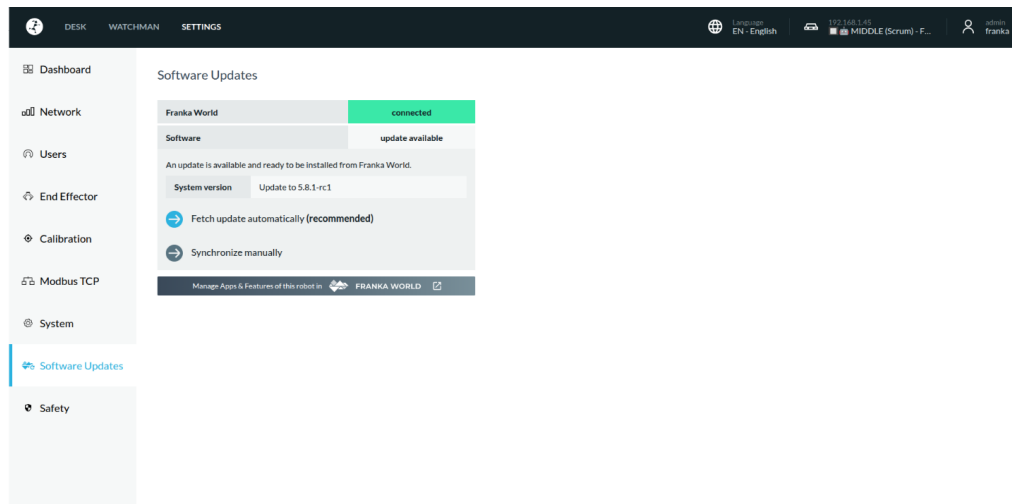 DESK WATCHMAN SETTINGS
Language
EN - English
192.168.1.45
MIDDLE (Scrum) - F...
admin
franka
Dashboard
Network
Users
End Effector
Calibration
Modbus TCP
System
Software Updates
Safety
Software Updates
Franka World connected
Software update available
An update is available and ready to be installed from Franka World.
System version Update to 5.8.1-rc1
Fetch update automatically (recommended)
Synchronize manually
Manage Apps & Features of this robot in FRANKA WORLD